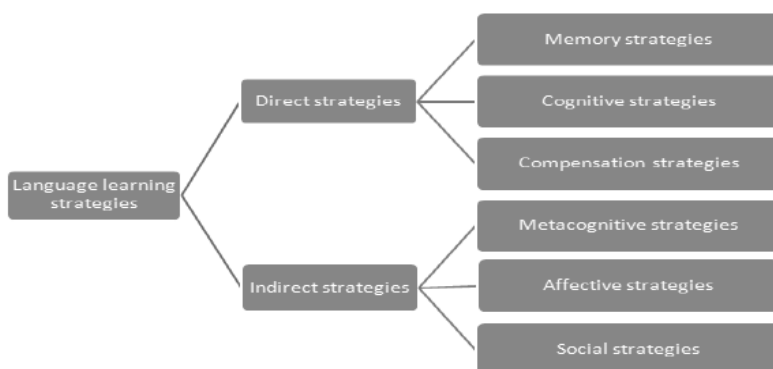 Memory strategies
Direct strategies
Cognitive strategies
Compensation strategies
Language learning
strategies
Metacognitive strategies
Indirect strategies
Affective strategies
Social strategies